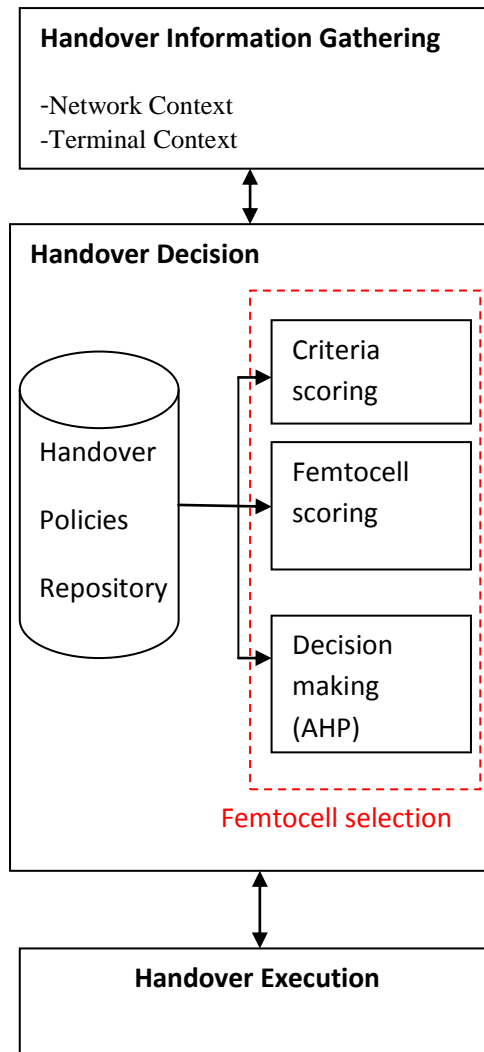 Handover Information Gathering
-Network Context
-Terminal Context
Handover Decision
Handover
Policies
Repository
Criteria
scoring
Femtocell
scoring
Decision
making
(AHP)
Femtocell selection
Handover Execution